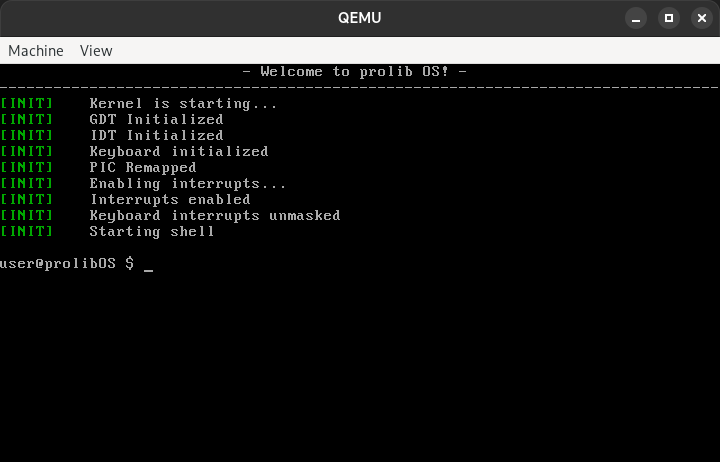 QEMU
Machine View
- Welcome to prolib OS! -
--------------------------------------------------------------------------------
[INIT]    Kernel is starting...
[INIT]    GDT Initialized
[INIT]    IDT Initialized
[INIT]    Keyboard initialized
[INIT]    PIC Remapped
[INIT]    Enabling interrupts...
[INIT]    Interrupts enabled
[INIT]    Keyboard interrupts unmasked
[INIT]    Starting shell
user@prolibOS $ _